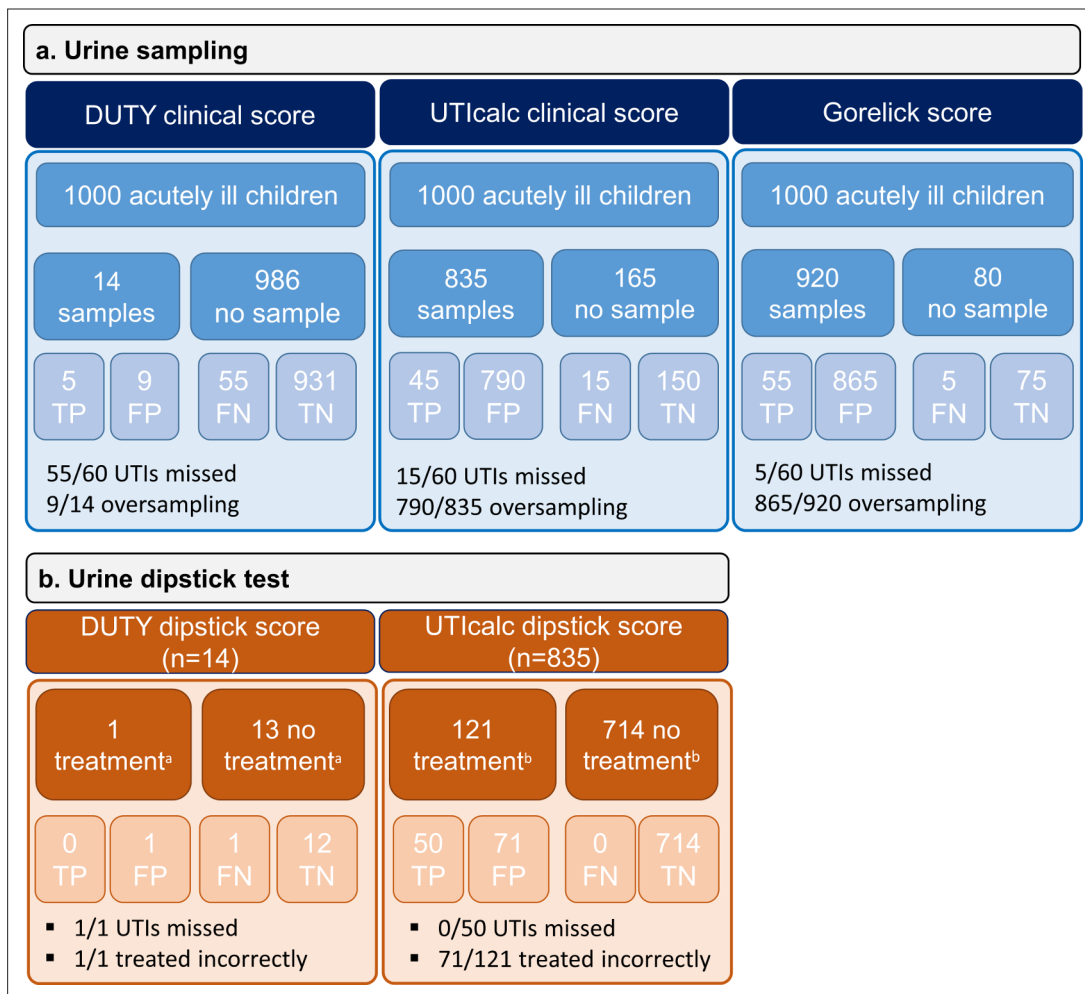 a. Urine sampling
DUTY clinical score
UTIcalc clinical score
Gorelick score
1000 acutely ill children
1000 acutely ill children
1000 acutely ill children
14
samples
986
no sample
835
samples
165
no sample
920
samples
80
no sample
5
TP
9
FP
55
FN
931
TN
45
TP
790
FP
15
FN
150
TN
55
TP
865
FP
5
FN
75
TN
55/60 UTIs missed
9/14 oversampling
15/60 UTIs missed
790/835 oversampling
5/60 UTIs missed
865/920 oversampling
b. Urine dipstick test
DUTY dipstick score
(n=14)
UTIcalc dipstick score
(n=835)
1
treatmentᵃ
13 no
treatmentᵃ
121
treatmentᵇ
714 no
treatmentᵇ
0
TP
1
FP
1
FN
12
TN
50
TP
71
FP
0
FN
714
TN
▪ 1/1 UTIs missed
▪ 1/1 treated incorrectly
▪ 0/50 UTIs missed
▪ 71/121 treated incorrectly